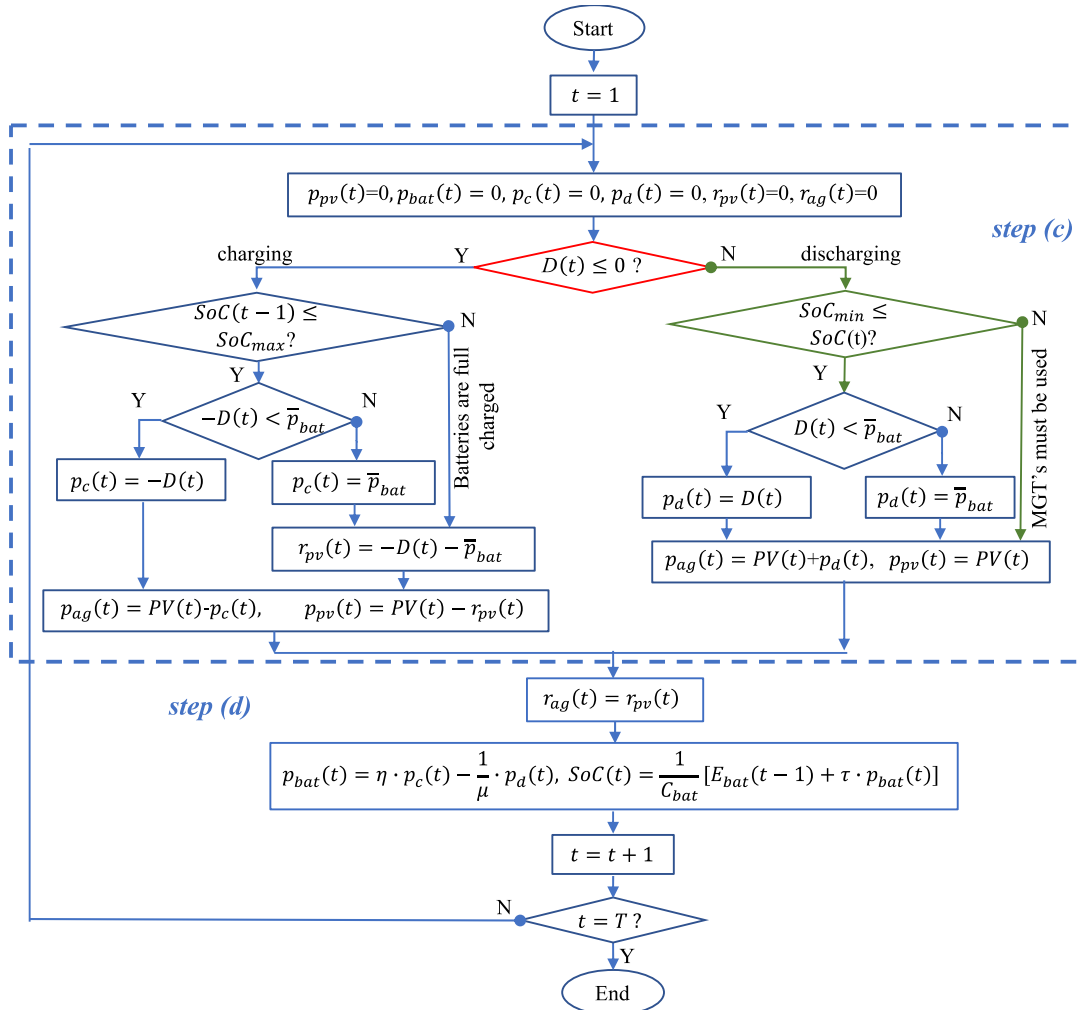 Start
t = 1
p_pv(t)=0, p_bat(t) = 0, p_c(t) = 0, p_d(t) = 0, r_pv(t)=0, r_ag(t)=0
step (c)
charging
Y
D(t) ≤ 0 ?
N
discharging
SoC(t − 1) ≤
SoC_max?
N
Y
SoC_min ≤
SoC(t)?
N
Y
Batteries are full
charged
MGT's must be used
Y
−D(t) < p̅_bat
N
Y
D(t) < p̅_bat
N
p_c(t) = −D(t)
p_c(t) = p̅_bat
p_d(t) = D(t)
p_d(t) = p̅_bat
r_pv(t) = −D(t) − p̅_bat
p_ag(t) = PV(t)+p_d(t), p_pv(t) = PV(t)
p_ag(t) = PV(t)-p_c(t), p_pv(t) = PV(t) − r_pv(t)
step (d)
r_ag(t) = r_pv(t)
p_bat(t) = η · p_c(t) − 1/μ · p_d(t), SoC(t) = 1/C_bat [E_bat(t − 1) + τ · p_bat(t)]
t = t + 1
N
t = T ?
Y
End